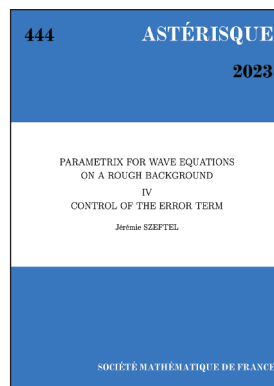 444 ASTÉRISQUE
2023
PARAMETRIX FOR WAVE EQUATIONS
ON A ROUGH BACKGROUND
IV
CONTROL OF THE ERROR TERM
Jérémie SZEFTEL
SOCIÉTÉ MATHÉMATIQUE DE FRANCE